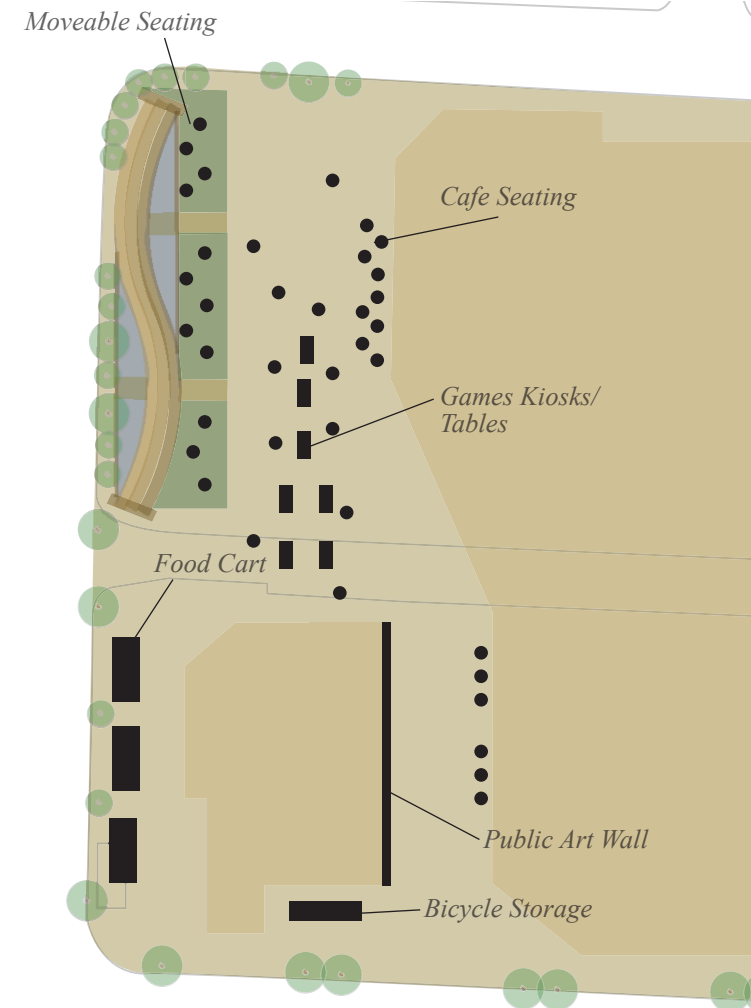 Moveable Seating
Cafe Seating
Games Kiosks/
Tables
Food Cart
Public Art Wall
Bicycle Storage